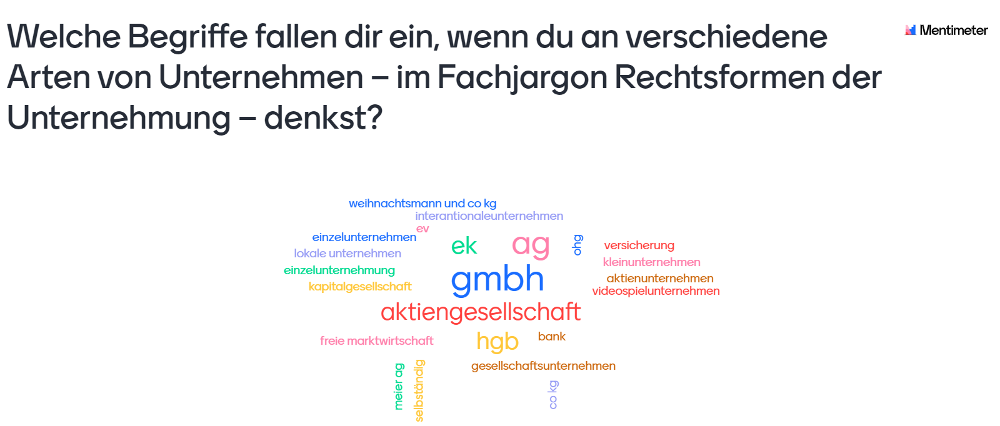 Welche Begriffe fallen dir ein, wenn du an verschiedene
Arten von Unternehmen – im Fachjargon Rechtsformen der
Unternehmung – denkst?
Mentimeter
weihnachtsmann und co kg
interantionaleunternehmen
ev
einzelunternehmen
ek
ag
ohg
versicherung
lokale unternehmen
kleinunternehmen
einzelunternehmung
gmbh
aktienunternehmen
kapitalgesellschaft
videospielunternehmen
aktiengesellschaft
freie marktwirtschaft
hgb
bank
gesellschaftsunternehmen
meier ag
selbständig
co kg